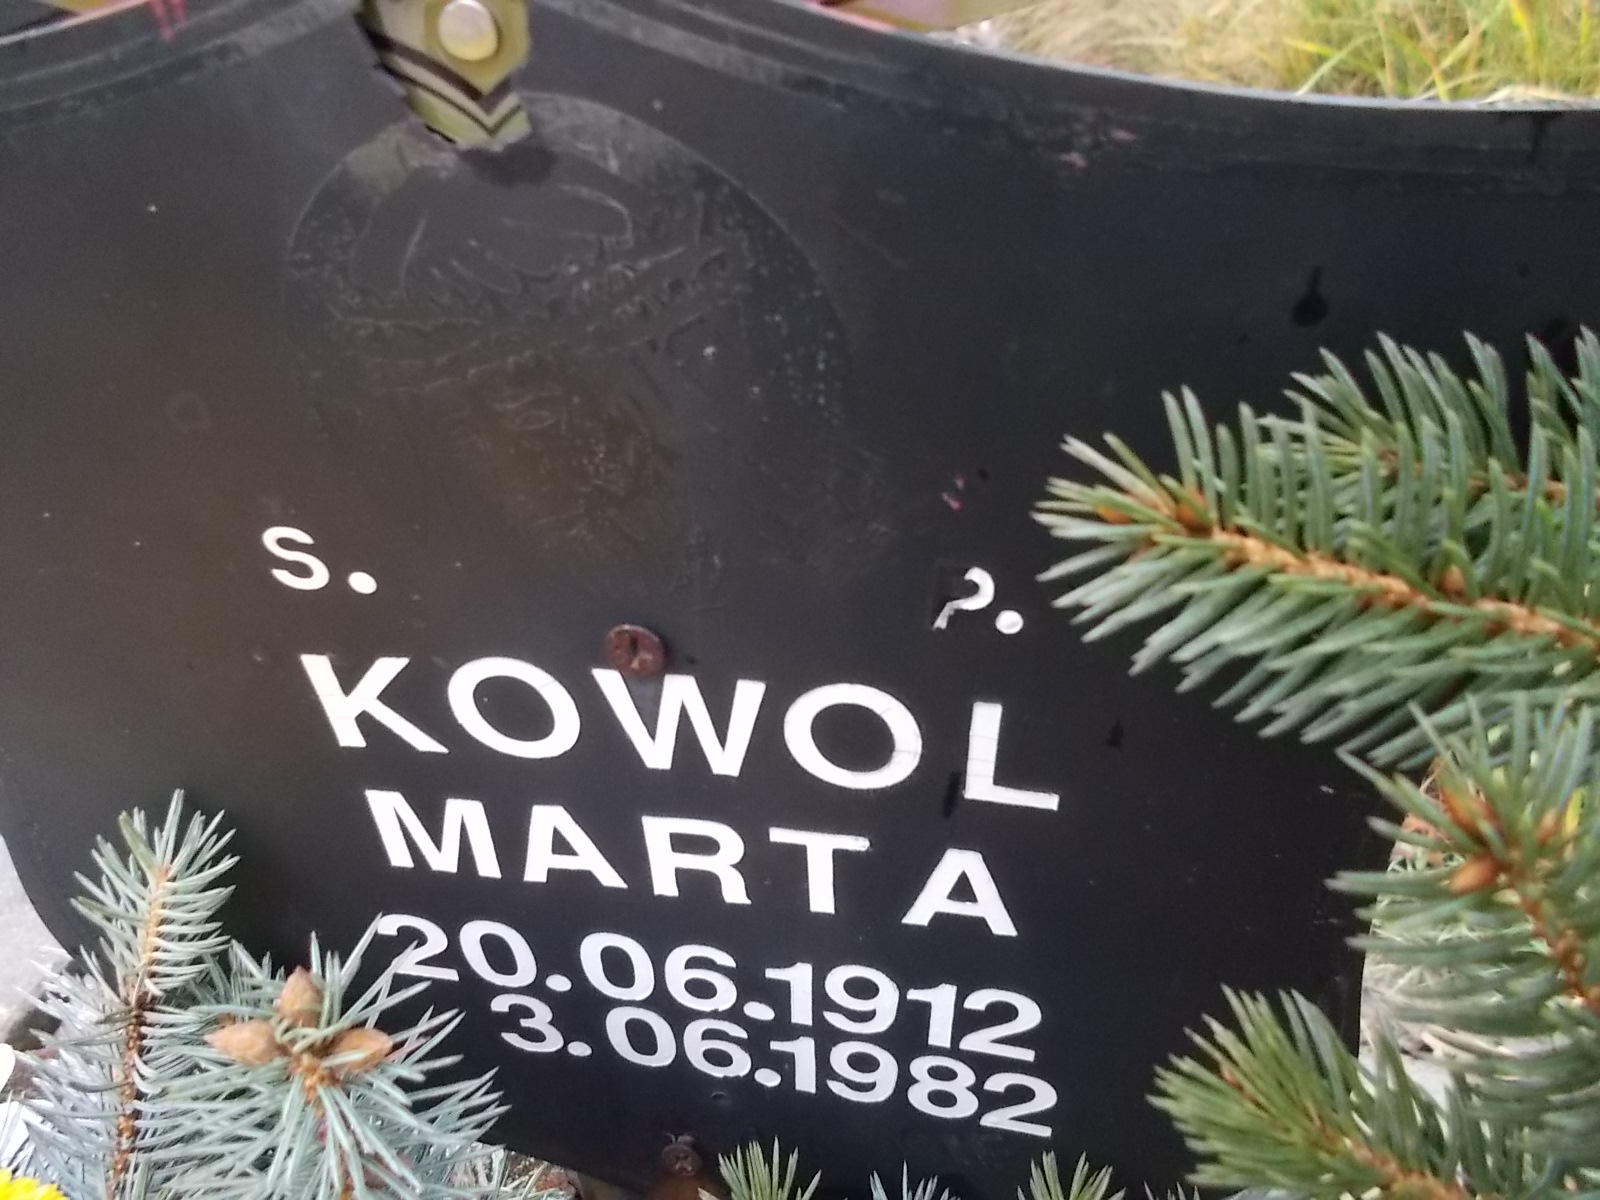 S. P.
KOWOL
MARTA
20.06.1912
3.06.1982